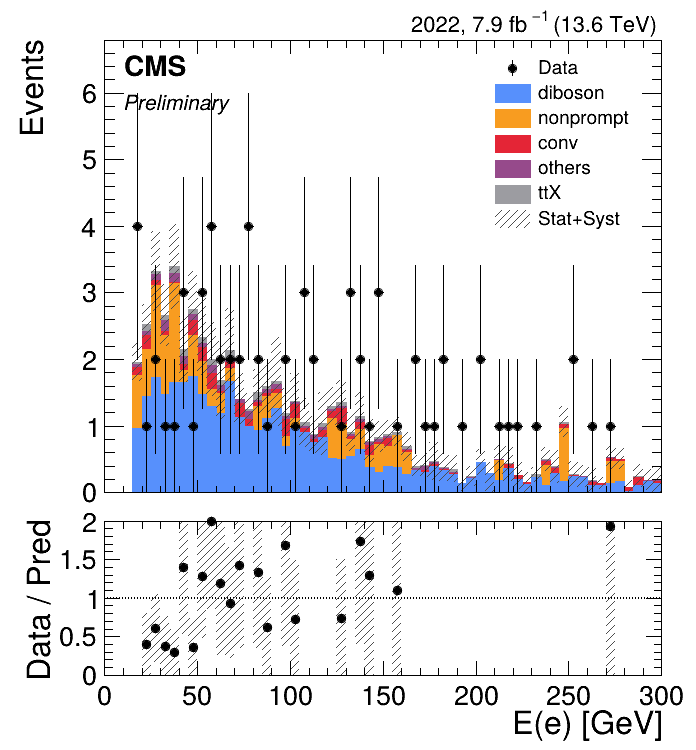 2022, 7.9 fb⁻¹ (13.6 TeV)
CMS
Preliminary
Events
Data
diboson
nonprompt
conv
others
ttX
Stat+Syst
6
5
4
3
2
1
0
Data / Pred
2
1.5
1
0.5
0
0 50 100 150 200 250 300
E(e) [GeV]